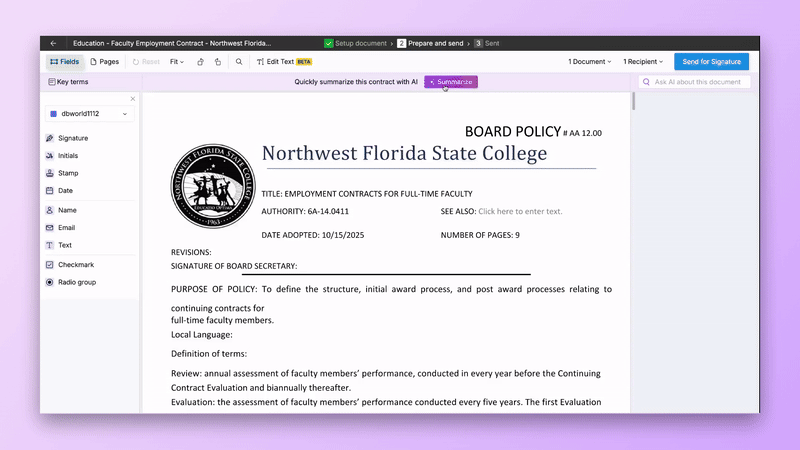 Education - Faculty Employment Contract - Northwest Florida...
Setup document › 2 Prepare and send › 3 Sent
Fields Pages Reset Fit Edit Text BETA 1 Document 1 Recipient Send for Signature
Key terms Quickly summarize this contract with AI Summarize Ask AI about this document
dbworld1112
Signature
Initials
Stamp
Date
Name
Email
Text
Checkmark
Radio group
BOARD POLICY # AA 12.00
Northwest Florida State College
NORTHWEST FLORIDA STATE COLLEGE
1963
TITLE: EMPLOYMENT CONTRACTS FOR FULL-TIME FACULTY
AUTHORITY: 6A-14.0411 SEE ALSO: Click here to enter text.
DATE ADOPTED: 10/15/2025 NUMBER OF PAGES: 9
REVISIONS:
SIGNATURE OF BOARD SECRETARY:
PURPOSE OF POLICY: To define the structure, initial award process, and post award processes relating to
continuing contracts for
full-time faculty members.
Local Language:
Definition of terms:
Review: annual assessment of faculty members' performance, conducted in every year before the Continuing
Contract Evaluation and biannually thereafter.
Evaluation: the assessment of faculty members' performance conducted every five years. The first Evaluation